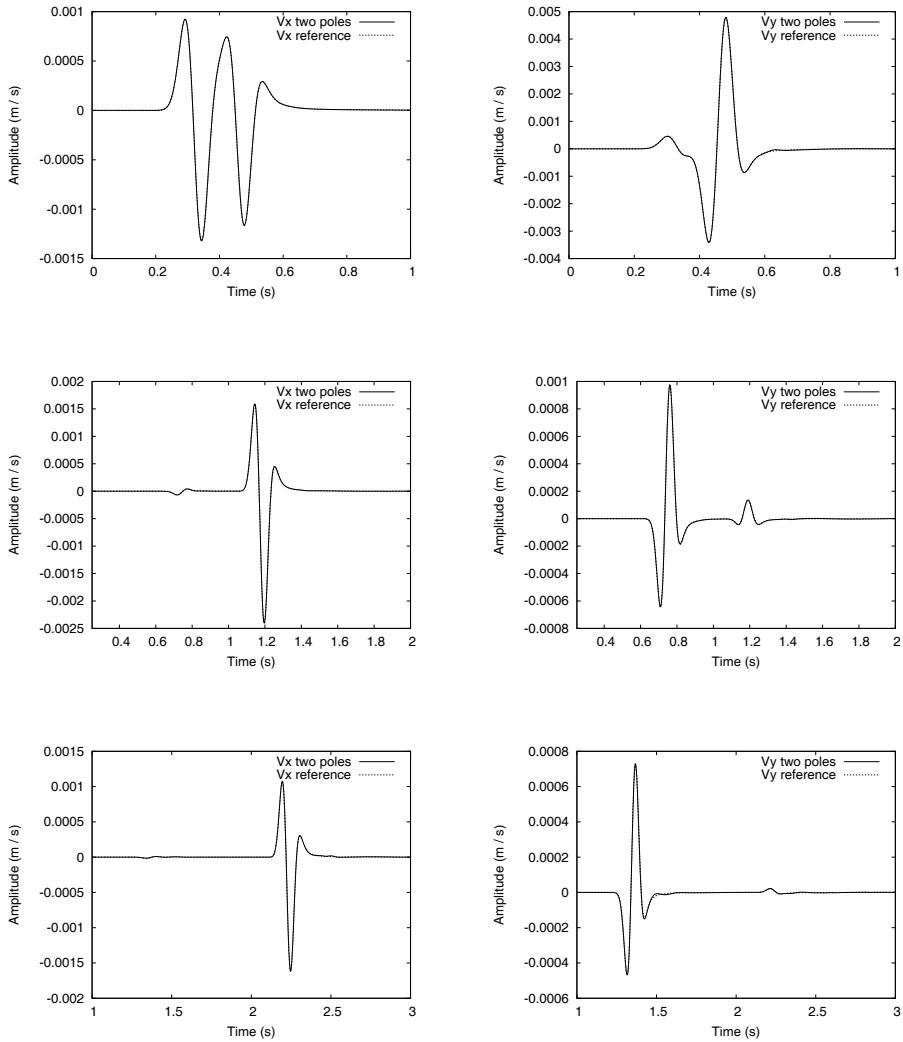 0.001
0.0005
0
-0.0005
-0.001
-0.0015
Amplitude (m / s)
Vx two poles
Vx reference
0 0.2 0.4 0.6 0.8 1
Time (s)
0.005
0.004
0.003
0.002
0.001
0
-0.001
-0.002
-0.003
-0.004
Amplitude (m / s)
Vy two poles
Vy reference
0 0.2 0.4 0.6 0.8 1
Time (s)
0.002
0.0015
0.001
0.0005
0
-0.0005
-0.001
-0.0015
-0.002
-0.0025
Amplitude (m / s)
Vx two poles
Vx reference
0.4 0.6 0.8 1 1.2 1.4 1.6 1.8 2
Time (s)
0.001
0.0008
0.0006
0.0004
0.0002
0
-0.0002
-0.0004
-0.0006
-0.0008
Amplitude (m / s)
Vy two poles
Vy reference
0.4 0.6 0.8 1 1.2 1.4 1.6 1.8 2
Time (s)
0.0015
0.001
0.0005
0
-0.0005
-0.001
-0.0015
-0.002
Amplitude (m / s)
Vx two poles
Vx reference
1 1.5 2 2.5 3
Time (s)
0.0008
0.0006
0.0004
0.0002
0
-0.0002
-0.0004
-0.0006
Amplitude (m / s)
Vy two poles
Vy reference
1 1.5 2 2.5 3
Time (s)